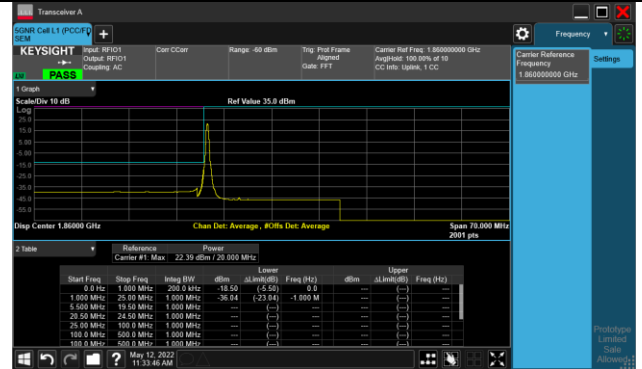 Transceiver A
5GNR Cell L1 (PCC/FD
SEM
+
Frequency
KEYSIGHT
Input: RFIO1
Output: RFIO1
Coupling: AC
Corr CCorr
Range: -60 dBm
Trig: Prot Frame
Aligned
Gate: FFT
Carrier Ref Freq: 1.860000000 GHz
Avg|Hold: 100.00% of 10
CC Info: Uplink, 1 CC
PASS
Carrier Reference
Frequency
1.860000000 GHz
Settings
1 Graph
Scale/Div 10 dB
Ref Value 35.0 dBm
Log
25.0
15.0
5.00
-5.00
-15.0
-25.0
-35.0
-45.0
-55.0
Disp Center 1.86000 GHz
Chan Det: Average , #Offs Det: Average
Span 70.000 MHz
2001 pts
2 Table
Reference Power
Carrier #1: Max 22.39 dBm / 20.000 MHz
Lower Upper
Start Freq Stop Freq Integ BW dBm ΔLimit(dB) Freq (Hz) dBm ΔLimit(dB) Freq (Hz)
0.0 Hz 1.000 MHz 200.0 kHz -18.50 (-5.50) 0.0 --- (---) ---
1.000 MHz 25.00 MHz 1.000 MHz -36.04 (-23.04) -1.000 M --- (---) ---
5.500 MHz 19.50 MHz 1.000 MHz --- (---) --- --- (---) ---
20.50 MHz 24.50 MHz 1.000 MHz --- (---) --- --- (---) ---
25.00 MHz 100.0 MHz 1.000 MHz --- (---) --- --- (---) ---
100.0 MHz 500.0 MHz 1.000 MHz --- (---) --- --- (---) ---
100.0 MHz 500.0 MHz 1.000 MHz --- (---) --- --- (---) ---
Prototype
Limited
Sale
Allowed
?
May 12, 2022
11:33:46 AM